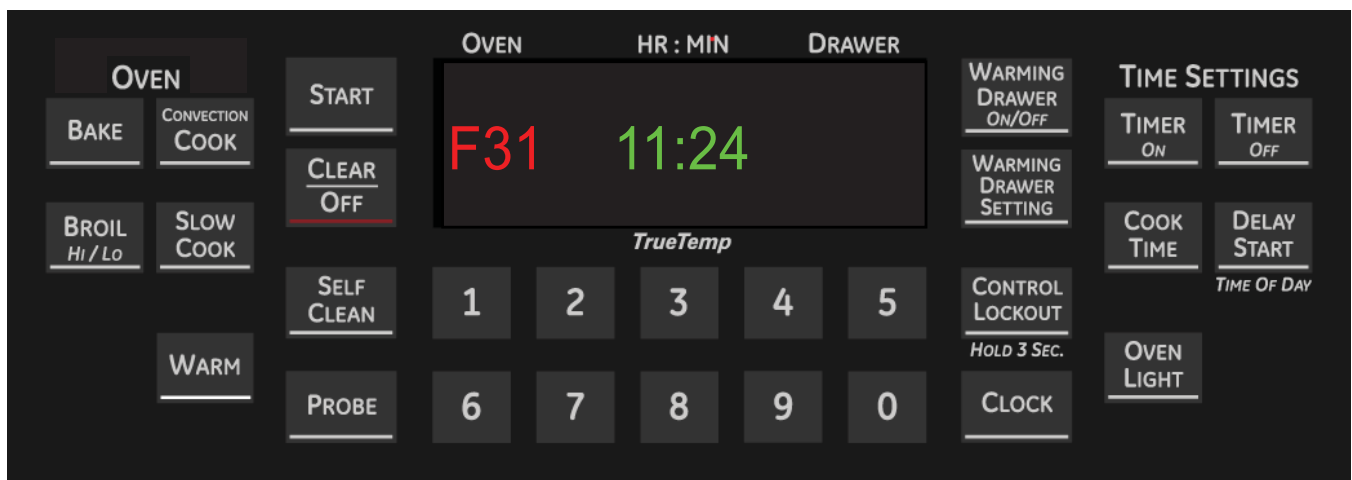 OVEN
BAKE
CONVECTION
COOK
BROIL
HI / LO
SLOW
COOK
WARM
START
CLEAR
OFF
SELF
CLEAN
PROBE
OVEN HR : MIN DRAWER
F31 11:24
TrueTemp
1 2 3 4 5
6 7 8 9 0
WARMING
DRAWER
ON/OFF
WARMING
DRAWER
SETTING
CONTROL
LOCKOUT
HOLD 3 SEC.
CLOCK
TIME SETTINGS
TIMER
ON
TIMER
OFF
COOK
TIME
DELAY
START
TIME OF DAY
OVEN
LIGHT